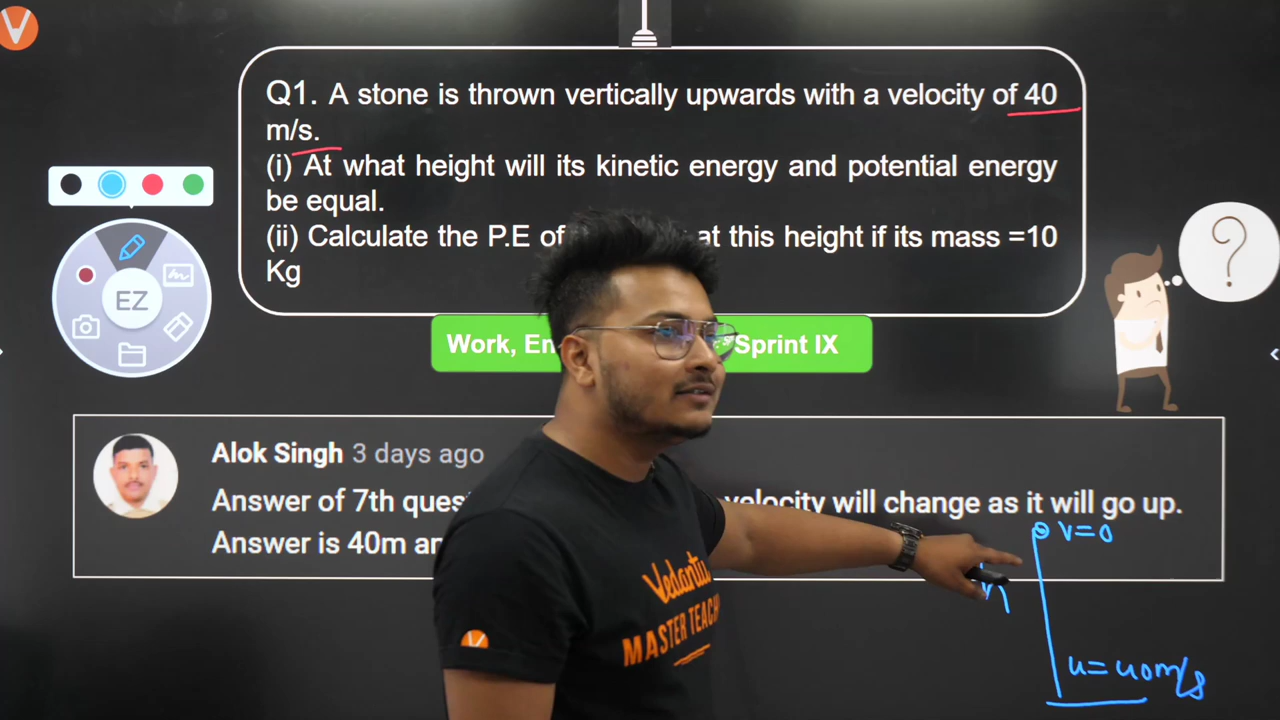 Q1. A stone is thrown vertically upwards with a velocity of 40
m/s.
(i) At what height will its kinetic energy and potential energy
be equal.
(ii) Calculate the P.E of at this height if its mass =10
Kg
EZ
Work, En Sprint IX
Alok Singh 3 days ago
Answer of 7th ques velocity will change as it will go up.
Answer is 40m
v=0
h
u=40m/s
Vedantu
MASTER TEACH